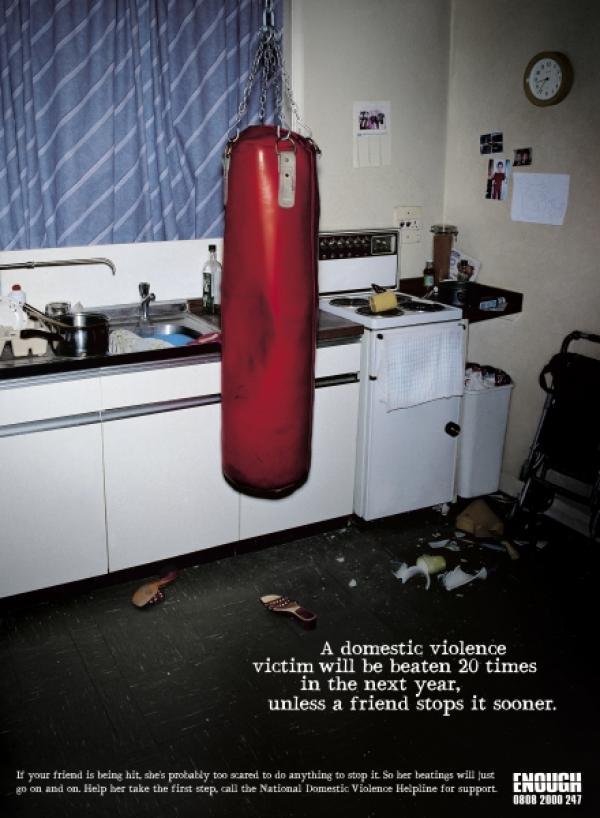 A domestic violence
victim will be beaten 20 times
in the next year,
unless a friend stops it sooner.
If your friend is being hit, she's probably too scared to do anything to stop it. So her beatings will just
go on and on. Help her take the first step, call the National Domestic Violence Helpline for support.
ENOUGH
0808 2000 247